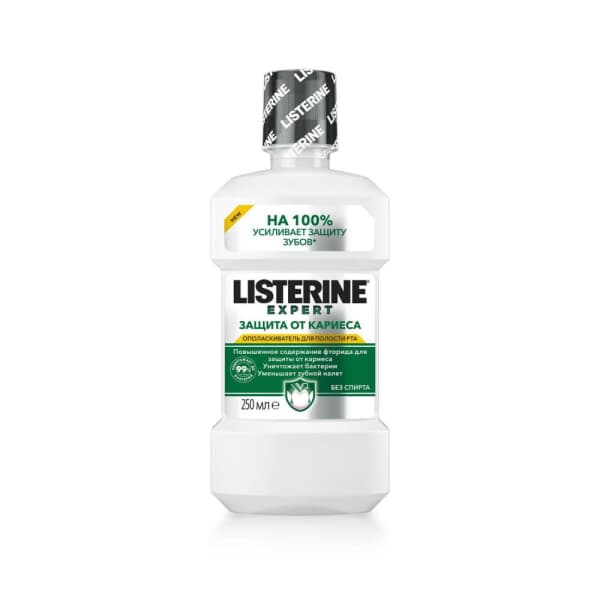 LISTERINE
LISTERINE
LISTERINE
NEW
НА 100%
УСИЛИВАЕТ ЗАЩИТУ
ЗУБОВ*
LISTERINE®
EXPERT
ЗАЩИТА ОТ КАРИЕСА
ОПОЛАСКИВАТЕЛЬ ДЛЯ ПОЛОСТИ РТА
Повышенное содержание фторида для
защиты от кариеса
Уничтожает бактерии
Уменьшает зубной налет
99%
БЕЗ СПИРТА
250 МЛ e